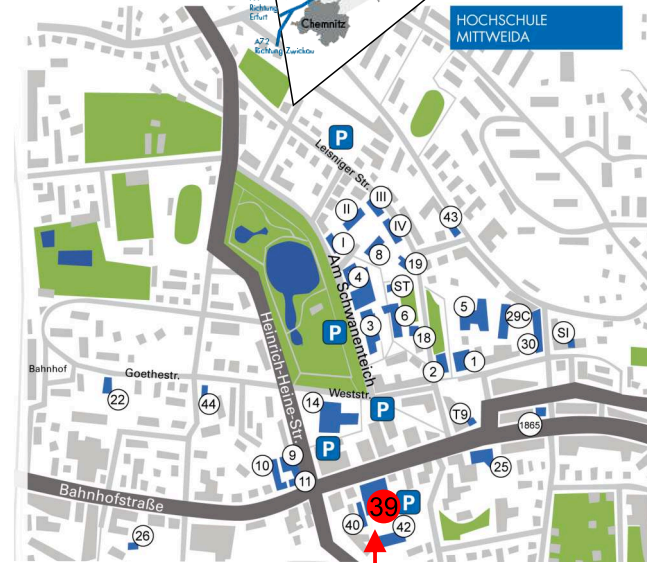 Richtung
Erfurt
Chemnitz
A72
Richtung Zwickau
HOCHSCHULE
MITTWEIDA
P
Leisniger Str.
III
II
IV
43
I
8
19
4
ST
Am Schwanenteich
5
29C
6
3
18
30
SI
P
Heinrich-Heine-Str.
2
1
Bahnhof
Goethestr.
22
44
Weststr.
14
P
T9
1865
P
9
10
11
25
Bahnhofstraße
39
P
40
42
26